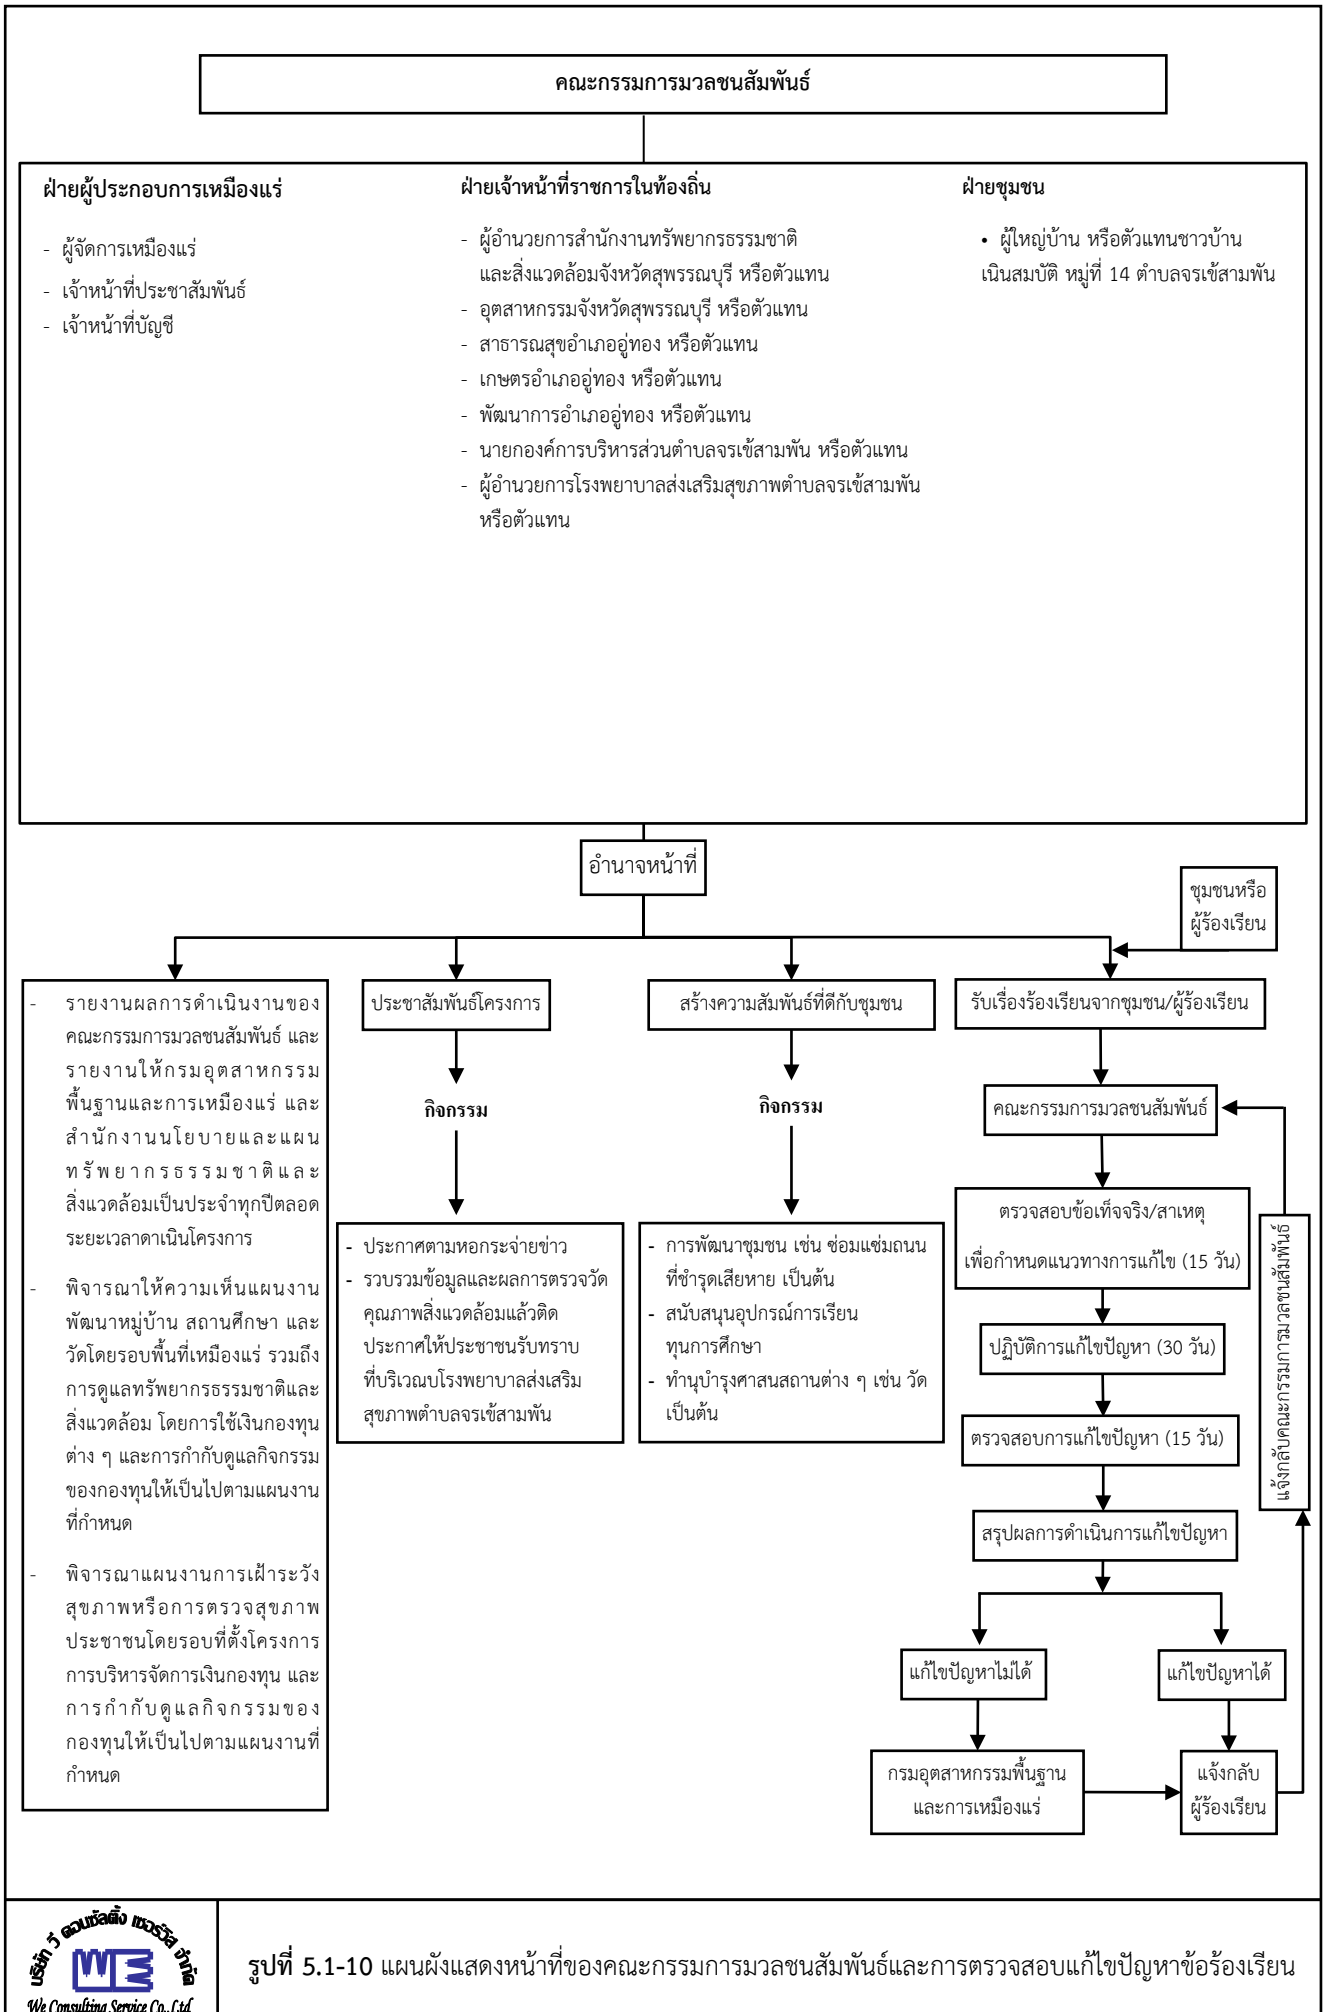 คณะกรรมการมวลชนสัมพันธ์
ฝ่ายผู้ประกอบการเหมืองแร่
- ผู้จัดการเหมืองแร่
- เจ้าหน้าที่ประชาสัมพันธ์
- เจ้าหน้าที่บัญชี
ฝ่ายเจ้าหน้าที่ราชการในท้องถิ่น
- ผู้อำนวยการสำนักงานทรัพยากรธรรมชาติ
และสิ่งแวดล้อมจังหวัดสุพรรณบุรี หรือตัวแทน
- อุตสาหกรรมจังหวัดสุพรรณบุรี หรือตัวแทน
- สาธารณสุขอำเภออู่ทอง หรือตัวแทน
- เกษตรอำเภออู่ทอง หรือตัวแทน
- พัฒนาการอำเภออู่ทอง หรือตัวแทน
- นายกองค์การบริหารส่วนตำบลจรเข้สามพัน หรือตัวแทน
- ผู้อำนวยการโรงพยาบาลส่งเสริมสุขภาพตำบลจรเข้สามพัน
หรือตัวแทน
ฝ่ายชุมชน
• ผู้ใหญ่บ้าน หรือตัวแทนชาวบ้าน
เนินสมบัติ หมู่ที่ 14 ตำบลจรเข้สามพัน
อำนาจหน้าที่
ชุมชนหรือ
ผู้ร้องเรียน
- รายงานผลการดำเนินงานของ
คณะกรรมการมวลชนสัมพันธ์ และ
รายงานให้กรมอุตสาหกรรม
พื้นฐานและการเหมืองแร่ และ
สำนักงานนโยบายและแผน
ทรัพยากรธรรมชาติและ
สิ่งแวดล้อมเป็นประจำทุกปีตลอด
ระยะเวลาดาเนินโครงการ
- พิจารณาให้ความเห็นแผนงาน
พัฒนาหมู่บ้าน สถานศึกษา และ
วัดโดยรอบพื้นที่เหมืองแร่ รวมถึง
การดูแลทรัพยากรธรรมชาติและ
สิ่งแวดล้อม โดยการใช้เงินกองทุน
ต่าง ๆ และการกำกับดูแลกิจกรรม
ของกองทุนให้เป็นไปตามแผนงาน
ที่กำหนด
- พิจารณาแผนงานการเฝ้าระวัง
สุขภาพหรือการตรวจสุขภาพ
ประชาชนโดยรอบที่ตั้งโครงการ
การบริหารจัดการเงินกองทุน และ
การกำกับดูแลกิจกรรมของ
กองทุนให้เป็นไปตามแผนงานที่
กำหนด
ประชาสัมพันธ์โครงการ
กิจกรรม
- ประกาศตามหอกระจ่ายข่าว
- รวบรวมข้อมูลและผลการตรวจวัด
คุณภาพสิ่งแวดล้อมแล้วติด
ประกาศให้ประชาชนรับทราบ
ที่บริเวณบโรงพยาบาลส่งเสริม
สุขภาพตำบลจรเข้สามพัน
สร้างความสัมพันธ์ที่ดีกับชุมชน
กิจกรรม
- การพัฒนาชุมชน เช่น ซ่อมแซ่มถนน
ที่ชำรุดเสียหาย เป็นต้น
- สนับสนุนอุปกรณ์การเรียน
ทุนการศึกษา
- ทำนุบำรุงศาสนสถานต่าง ๆ เช่น วัด
เป็นต้น
รับเรื่องร้องเรียนจากชุมชน/ผู้ร้องเรียน
คณะกรรมการมวลชนสัมพันธ์
ตรวจสอบข้อเท็จจริง/สาเหตุ
เพื่อกำหนดแนวทางการแก้ไข (15 วัน)
ปฏิบัติการแก้ไขปัญหา (30 วัน)
ตรวจสอบการแก้ไขปัญหา (15 วัน)
สรุปผลการดำเนินการแก้ไขปัญหา
แก้ไขปัญหาไม่ได้
แก้ไขปัญหาได้
กรมอุตสาหกรรมพื้นฐาน
และการเหมืองแร่
แจ้งกลับ
ผู้ร้องเรียน
แจ้งกลับคณะกรรมการมวลชนสัมพันธ์
บริษัท วี คอนซัลติ้ง เซอร์วิส จำกัด
WE
We Consulting Service Co.,Ltd
รูปที่ 5.1-10 แผนผังแสดงหน้าที่ของคณะกรรมการมวลชนสัมพันธ์และการตรวจสอบแก้ไขปัญหาข้อร้องเรียน